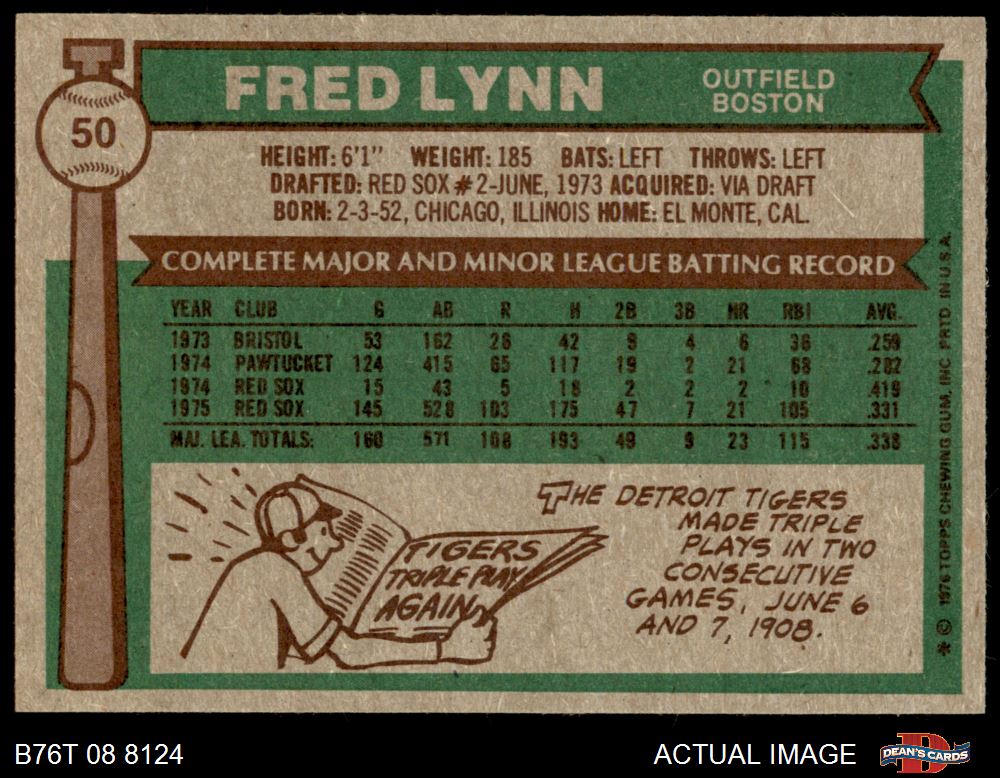 50
FRED LYNN
OUTFIELD
BOSTON
HEIGHT: 6'1" WEIGHT: 185 BATS: LEFT THROWS: LEFT
DRAFTED: RED SOX #2-JUNE, 1973 ACQUIRED: VIA DRAFT
BORN: 2-3-52, CHICAGO, ILLINOIS HOME: EL MONTE, CAL.
COMPLETE MAJOR AND MINOR LEAGUE BATTING RECORD
YEAR CLUB G AB R H 2B 3B HR RBI AVG.
1973 BRISTOL 53 162 26 42 9 4 6 36 .259
1974 PAWTUCKET 124 415 65 117 19 2 21 68 .282
1974 RED SOX 15 43 5 18 2 2 2 10 .419
1975 RED SOX 145 528 103 175 47 7 21 105 .331
MAJ. LEA. TOTALS: 160 571 108 193 49 9 23 115 .338
TIGERS
TRIPLE PLAY
AGAIN
THE DETROIT TIGERS
MADE TRIPLE
PLAYS IN TWO
CONSECUTIVE
GAMES, JUNE 6
AND 7, 1908.
* © 1976 TOPPS CHEWING GUM, INC. PRTD. IN U.S.A.
B76T 08 8124
ACTUAL IMAGE
DEAN'S CARDS